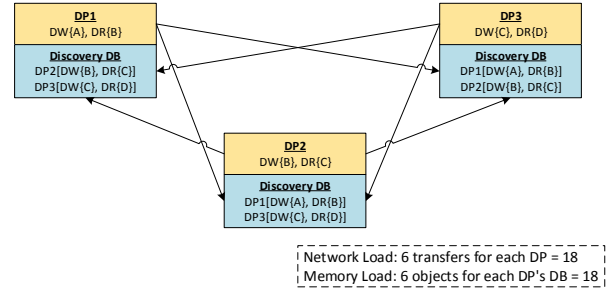 DP1
DW{A}, DR{B}
Discovery DB
DP2[DW{B}, DR{C}]
DP3[DW{C}, DR{D}]
DP3
DW{C}, DR{D}
Discovery DB
DP1[DW{A}, DR{B}]
DP2[DW{B}, DR{C}]
DP2
DW{B}, DR{C}
Discovery DB
DP1[DW{A}, DR{B}]
DP3[DW{C}, DR{D}]
Network Load: 6 transfers for each DP = 18
Memory Load: 6 objects for each DP's DB = 18